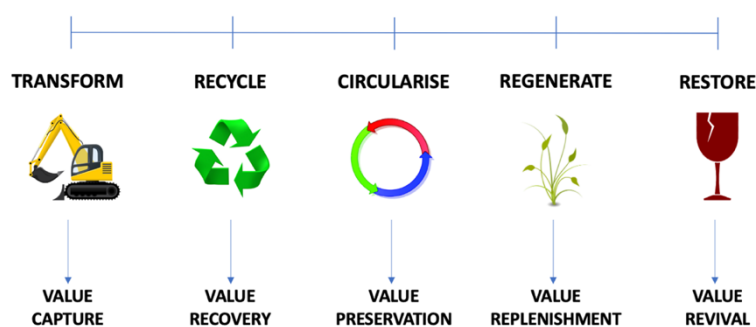 TRANSFORM
RECYCLE
CIRCULARISE
REGENERATE
RESTORE
VALUE
CAPTURE
VALUE
RECOVERY
VALUE
PRESERVATION
VALUE
REPLENISHMENT
VALUE
REVIVAL